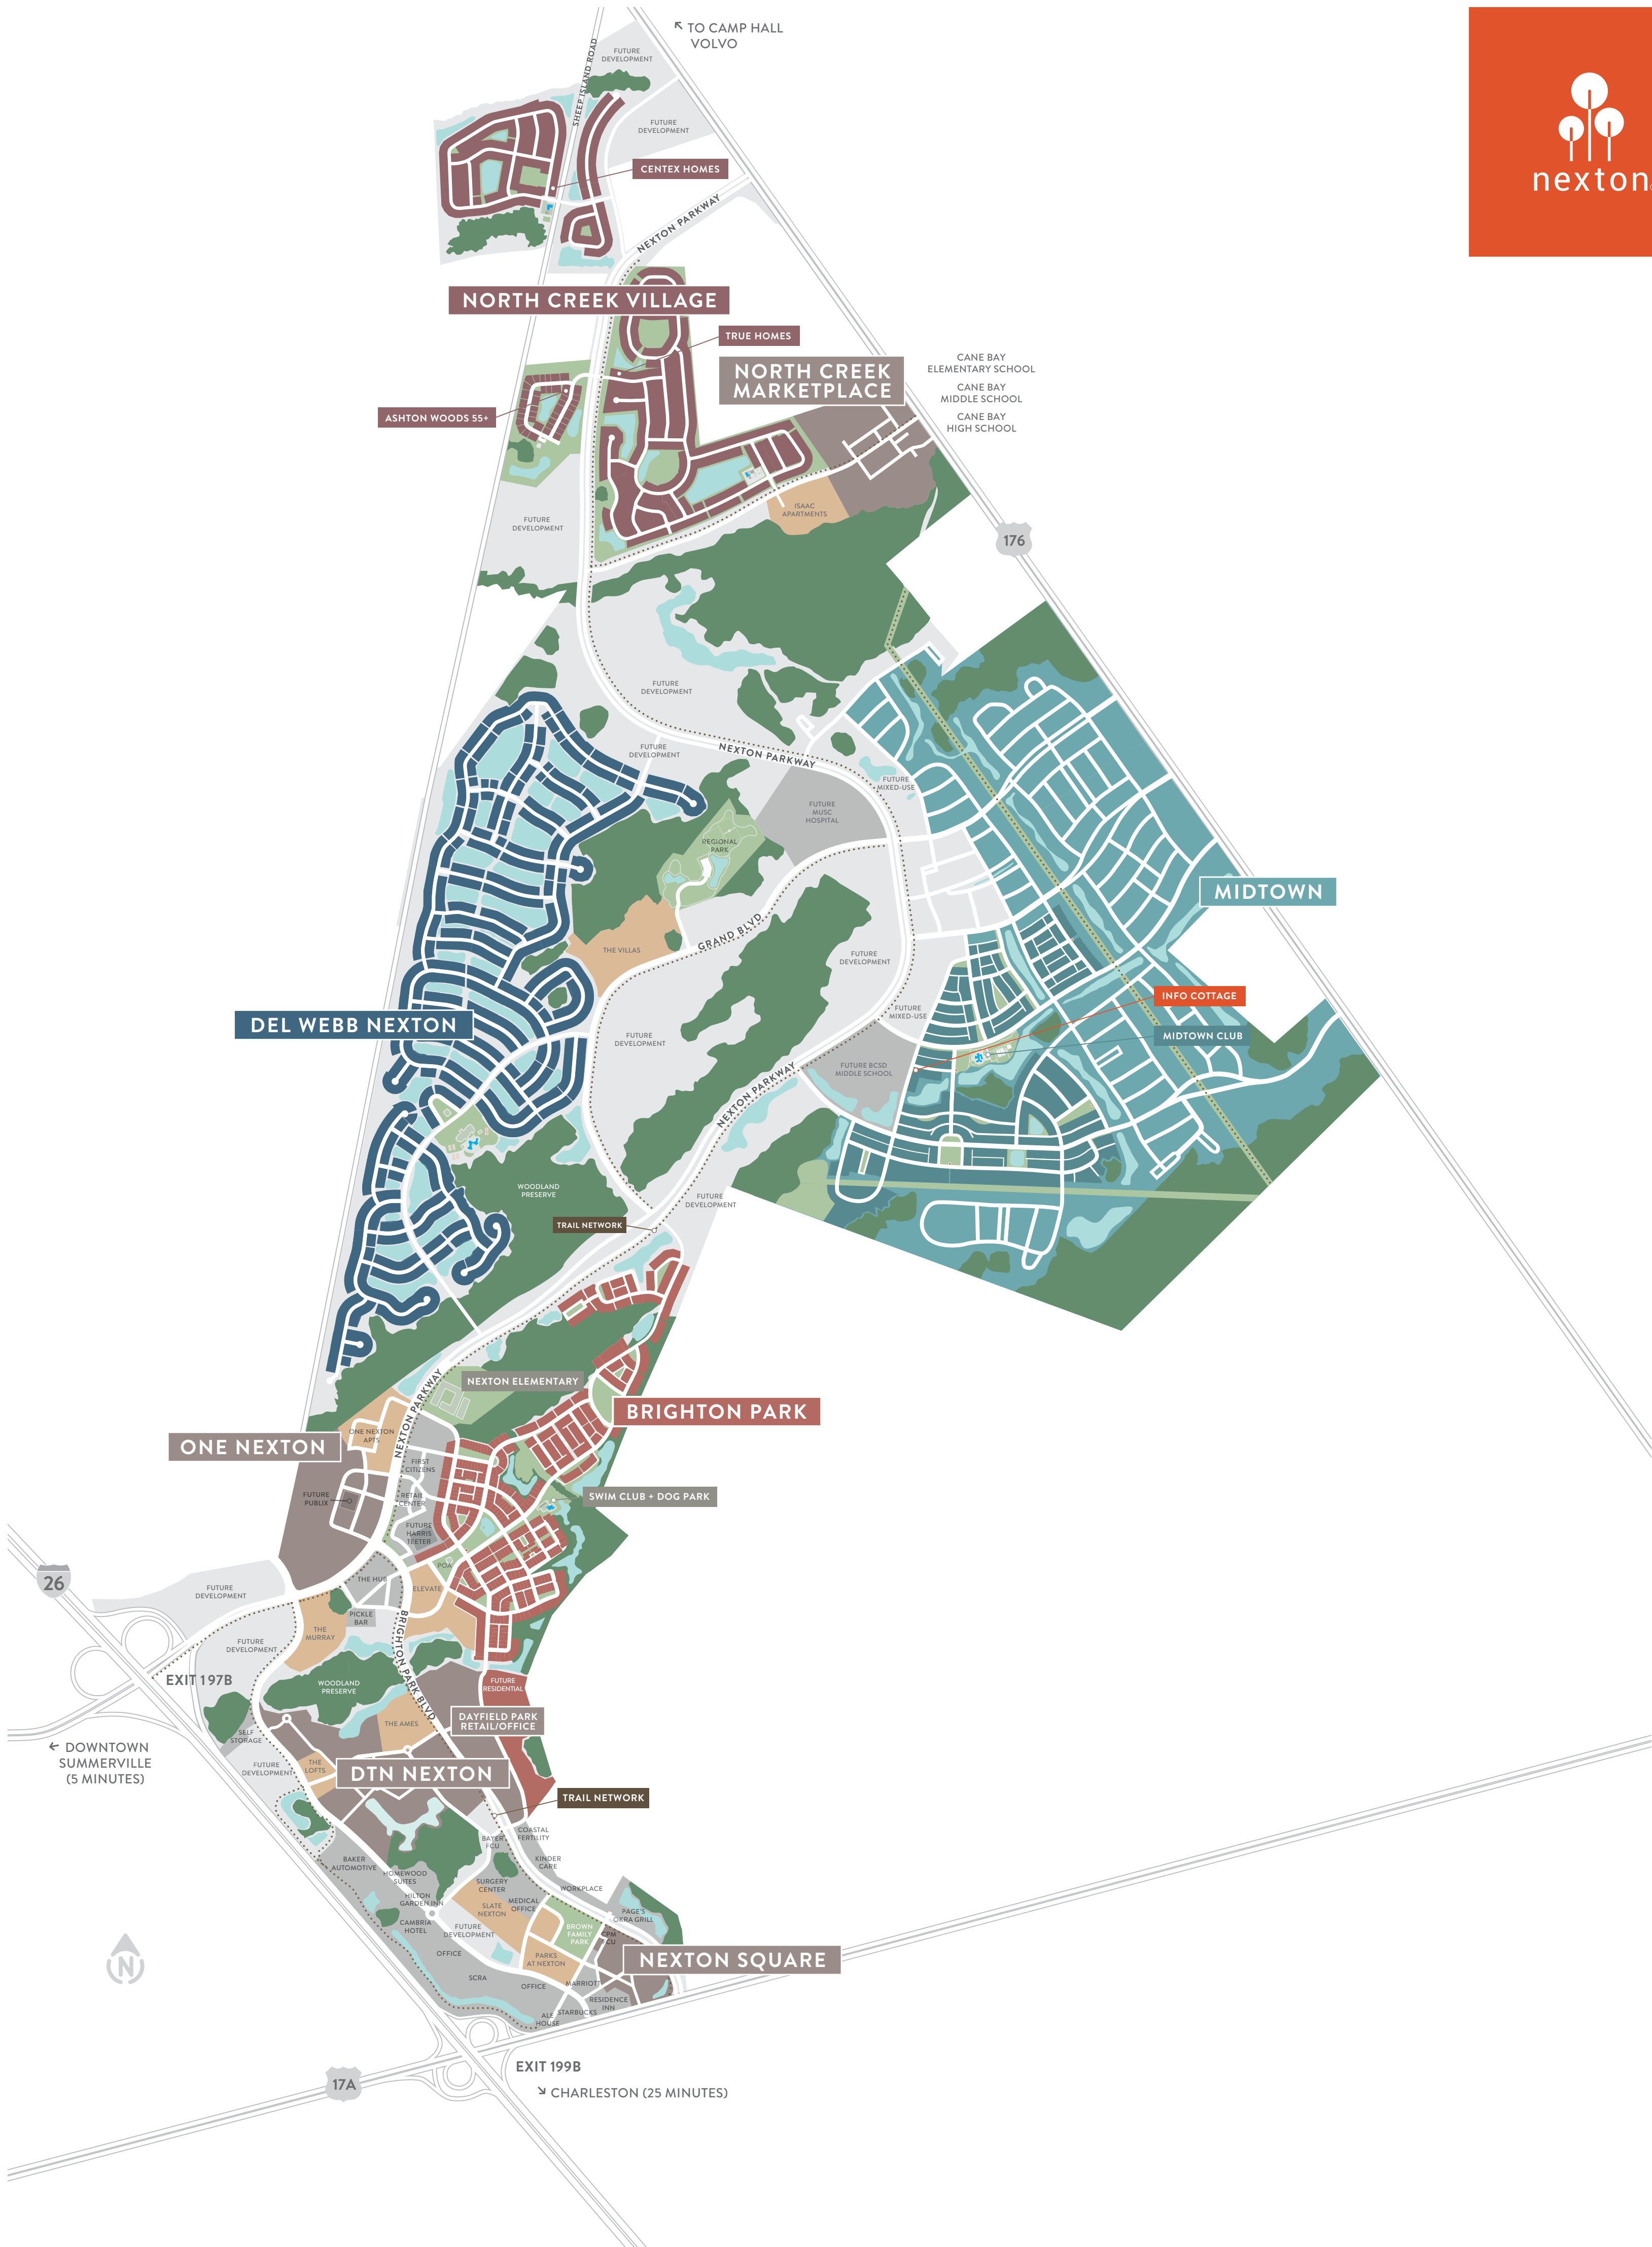 TO CAMP HALL
VOLVO
nexton
SHEEP ISLAND ROAD
FUTURE
DEVELOPMENT
FUTURE
DEVELOPMENT
CENTEX HOMES
NEXTON PARKWAY
NORTH CREEK VILLAGE
TRUE HOMES
NORTH CREEK
MARKETPLACE
CANE BAY
ELEMENTARY SCHOOL
CANE BAY
MIDDLE SCHOOL
CANE BAY
HIGH SCHOOL
ASHTON WOODS 55+
ISAAC
APARTMENTS
FUTURE
DEVELOPMENT
176
FUTURE
DEVELOPMENT
FUTURE
DEVELOPMENT
NEXTON PARKWAY
FUTURE
MIXED-USE
FUTURE
MUSC
HOSPITAL
REGIONAL
PARK
MIDTOWN
GRAND BLVD
THE VILLAS
FUTURE
DEVELOPMENT
INFO COTTAGE
FUTURE
MIXED-USE
DEL WEBB NEXTON
MIDTOWN CLUB
FUTURE
DEVELOPMENT
FUTURE BCSD
MIDDLE SCHOOL
NEXTON PARKWAY
WOODLAND
PRESERVE
FUTURE
DEVELOPMENT
TRAIL NETWORK
NEXTON ELEMENTARY
NEXTON PARKWAY
BRIGHTON PARK
ONE NEXTON
ONE NEXTON
APTS
FIRST
CITIZENS
FUTURE
PUBLIX
RETAIL
CENTER
SWIM CLUB + DOG PARK
FUTURE
HARRIS
TEETER
POA
26
THE HUB
ELEVATE
FUTURE
DEVELOPMENT
PICKLE
BAR
THE
MURRAY
FUTURE
DEVELOPMENT
BRIGHTON PARK BLVD
EXIT 197B
WOODLAND
PRESERVE
FUTURE
RESIDENTIAL
DAYFIELD PARK
RETAIL/OFFICE
THE AMES
SELF
STORAGE
DOWNTOWN
SUMMERVILLE
(5 MINUTES)
FUTURE
DEVELOPMENT
THE
LOFTS
DTN NEXTON
TRAIL NETWORK
COASTAL
FERTILITY
BAYER
FCU
KINDER
CARE
BAKER
AUTOMOTIVE
HOMEWOOD
SUITES
SURGERY
CENTER
WORKPLACE
HILTON
GARDEN INN
MEDICAL
OFFICE
SLATE
NEXTON
PAGE'S
OKRA GRILL
CAMBRIA
HOTEL
FUTURE
DEVELOPMENT
BROWN
FAMILY
PARK
CPM
FCU
OFFICE
PARKS
AT NEXTON
NEXTON SQUARE
SCRA
OFFICE
MARRIOTT
RESIDENCE
INN
STARBUCKS
ALE
HOUSE
N
EXIT 199B
17A
CHARLESTON (25 MINUTES)